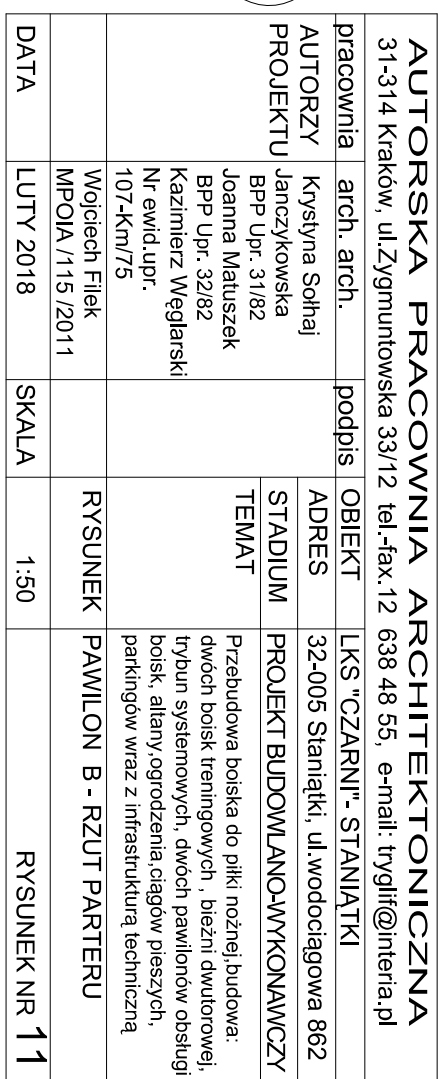 AUTORSKA PRACOWNIA ARCHITEKTONICZNA
31-314 Kraków, ul.Zygmuntowska 33/12 tel.-fax.12 638 48 55, e-mail: tryglif@interia.pl
pracownia arch. arch. podpis OBIEKT LKS "CZARNI"- STANIĄTKI
AUTORZY
PROJEKTU
Krystyna Sołhaj
Janczykowska
BPP Upr. 31/82
Joanna Matuszek
BPP Upr. 32/82
Kazimierz Węglarski
Nr ewid.upr.
107-Km/75
Wojciech Filek
MPOIA /115 /2011
ADRES 32-005 Staniątki, ul.wodociągowa 862
STADIUM PROJEKT BUDOWLANO-WYKONAWCZY
TEMAT
Przebudowa boiska do piłki nożnej,budowa:
dwóch boisk treningowych , bieżni dwutorowej,
trybun systemowych, dwóch pawilonów obsługi
boisk, altany,ogrodzenia,ciągów pieszych,
parkingów wraz z infrastrukturą techniczną
RYSUNEK PAWILON B - RZUT PARTERU
DATA LUTY 2018 SKALA 1:50 RYSUNEK NR 11